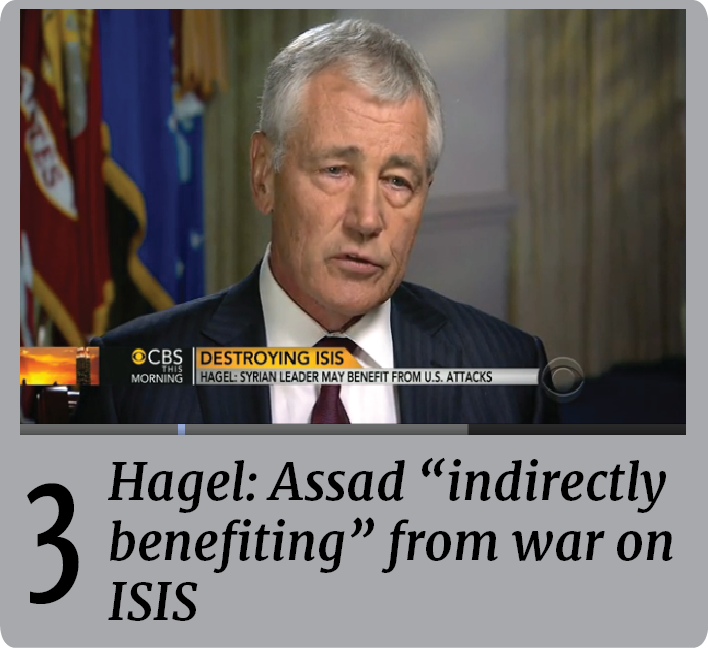 ATES
CBS
THIS
MORNING
DESTROYING ISIS
HAGEL: SYRIAN LEADER MAY BENEFIT FROM U.S. ATTACKS
3
Hagel: Assad “indirectly
benefiting” from war on
ISIS